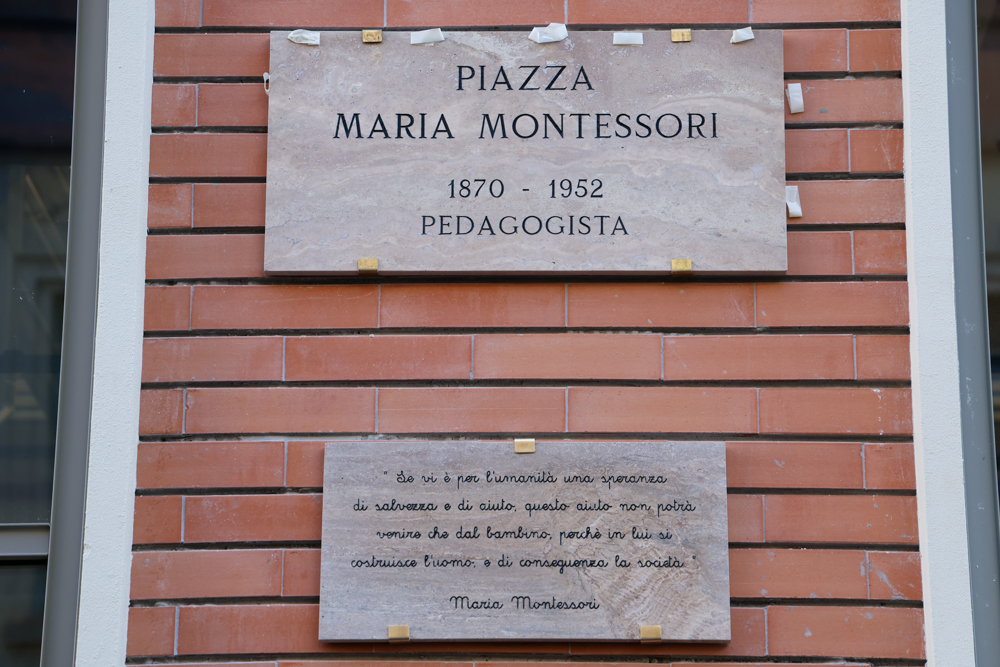 PIAZZA
MARIA MONTESSORI
1870 - 1952
PEDAGOGISTA
" Se vi è per l'umanità una speranza
di salvezza e di aiuto, questo aiuto non potrà
venire che dal bambino, perchè in lui si
costruisce l'uomo, e di conseguenza la società. "
Maria Montessori